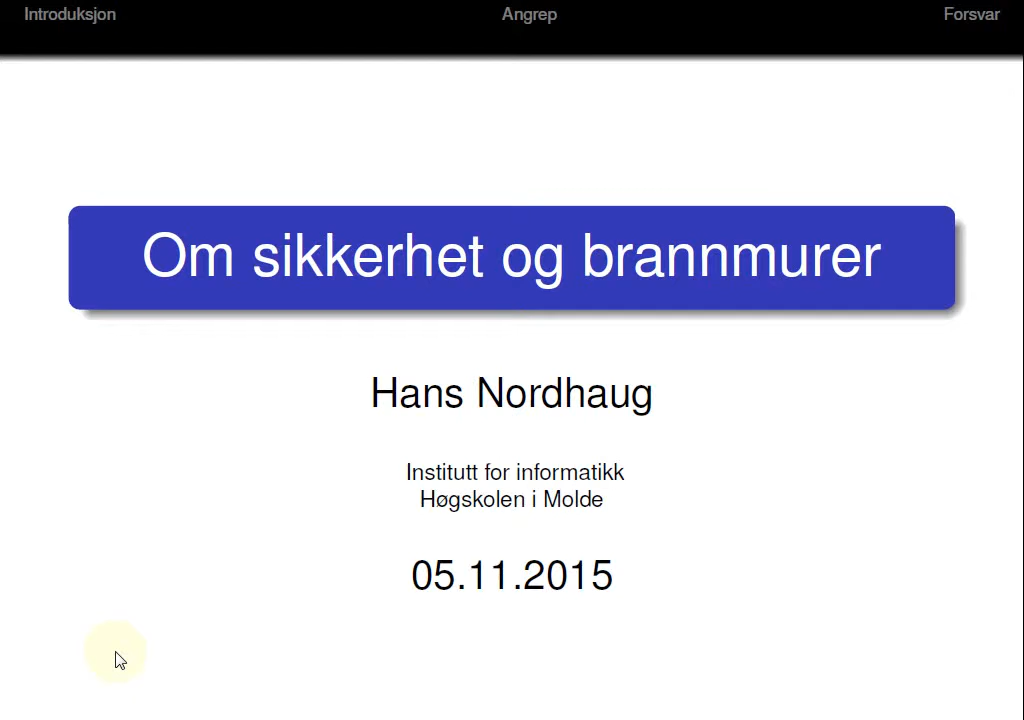 Introduksjon Angrep Forsvar
Om sikkerhet og brannmurer
Hans Nordhaug
Institutt for informatikk
Høgskolen i Molde
05.11.2015